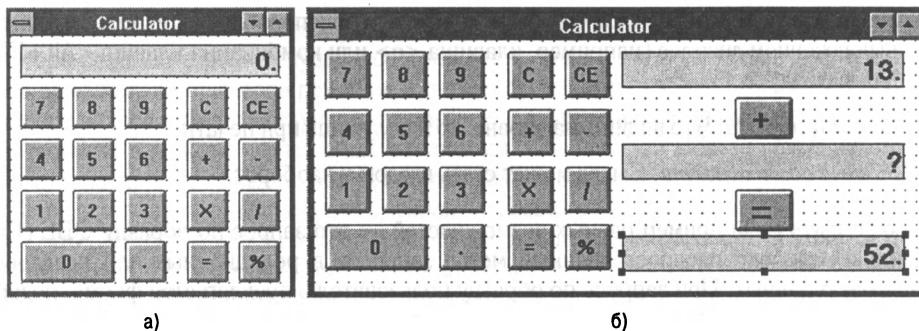 Calculator
0.
7 8 9 C CE
4 5 6 + -
1 2 3 X /
0 . = %
а)
Calculator
7 8 9 C CE
4 5 6 + -
1 2 3 X /
0 . = %
13.
+
?
=
52.
б)